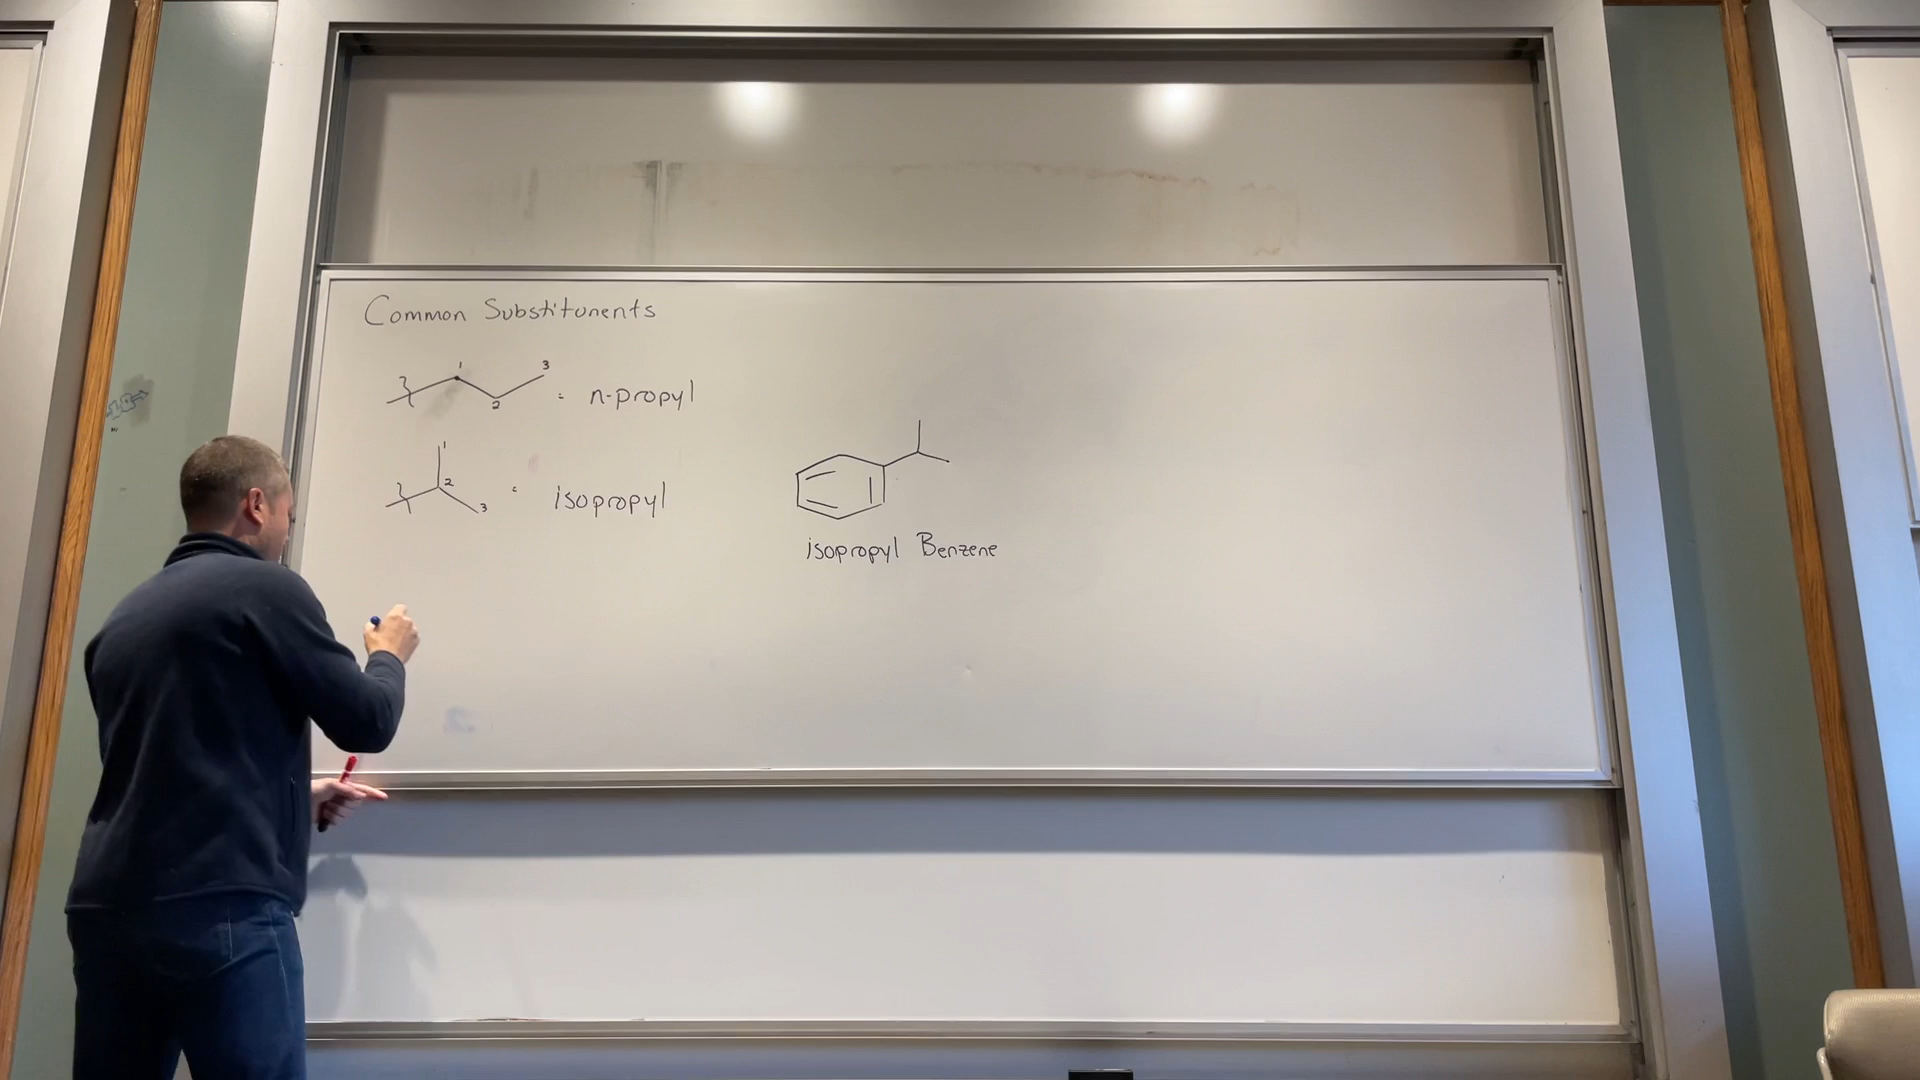 Common Substitunents
1 2 3 = n-propyl
1 2 3 = isopropyl
isopropyl Benzene